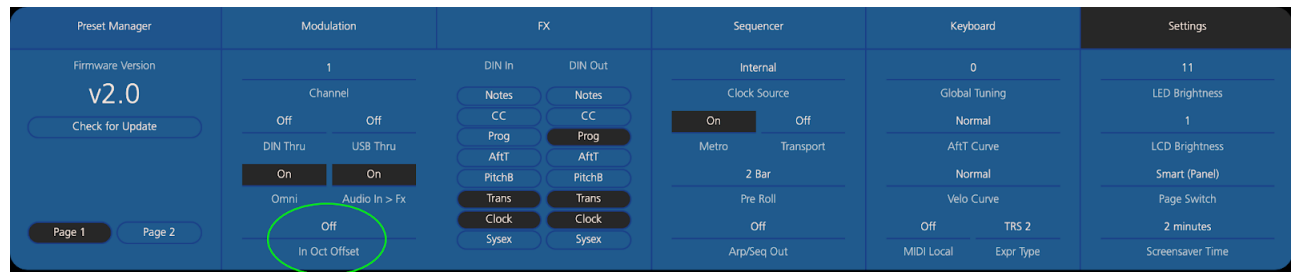 Preset Manager
Modulation
FX
Sequencer
Keyboard
Settings
Firmware Version
v2.0
Check for Update
Page 1
Page 2
1
Channel
Off Off
DIN Thru USB Thru
On On
Omni Audio In > Fx
Off
In Oct Offset
DIN In DIN Out
Notes Notes
CC CC
Prog Prog
AftT AftT
PitchB PitchB
Trans Trans
Clock Clock
Sysex Sysex
Internal
Clock Source
On Off
Metro Transport
2 Bar
Pre Roll
Off
Arp/Seq Out
0
Global Tuning
Normal
AftT Curve
Normal
Velo Curve
Off TRS 2
MIDI Local Expr Type
11
LED Brightness
1
LCD Brightness
Smart (Panel)
Page Switch
2 minutes
Screensaver Time